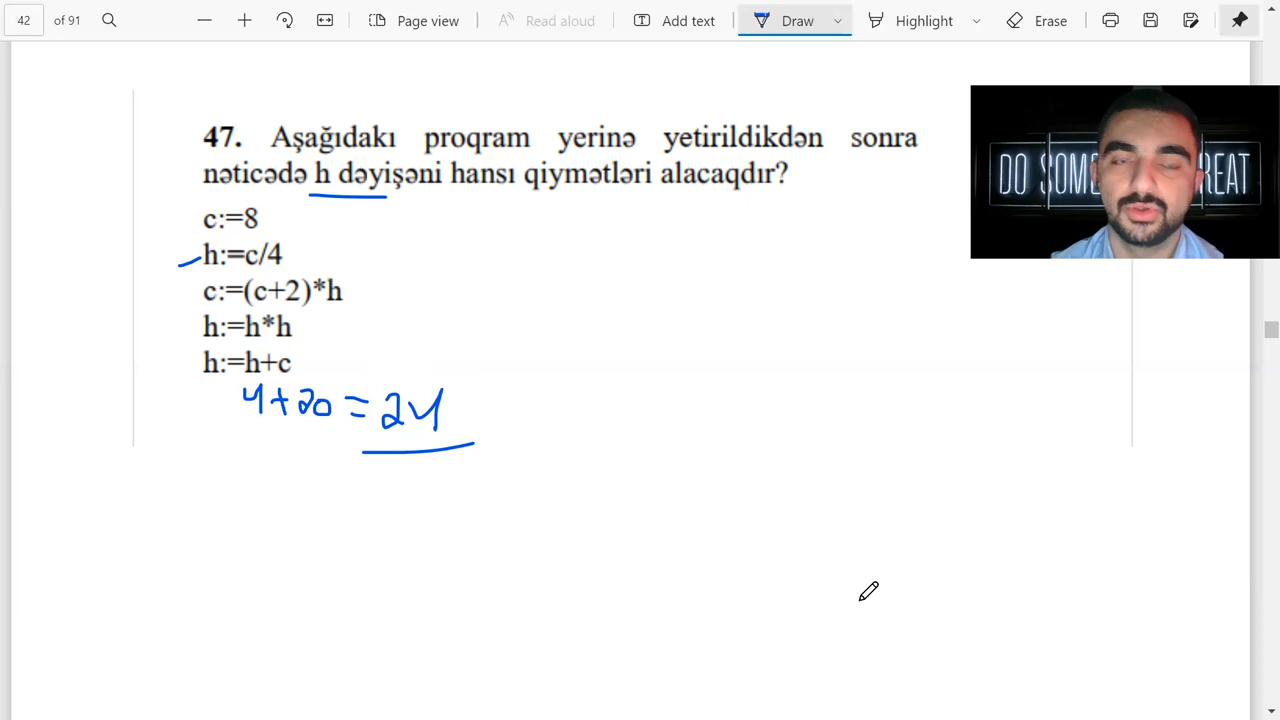 42 of 91 Page view Read aloud Add text Draw Highlight Erase
47. Aşağıdakı proqram yerinə yetirildikdən sonra
nəticədə h dəyişəni hansı qiymətləri alacaqdır?
c:=8
h:=c/4
c:=(c+2)*h
h:=h*h
h:=h+c
4+20=24
DO SOME REAT